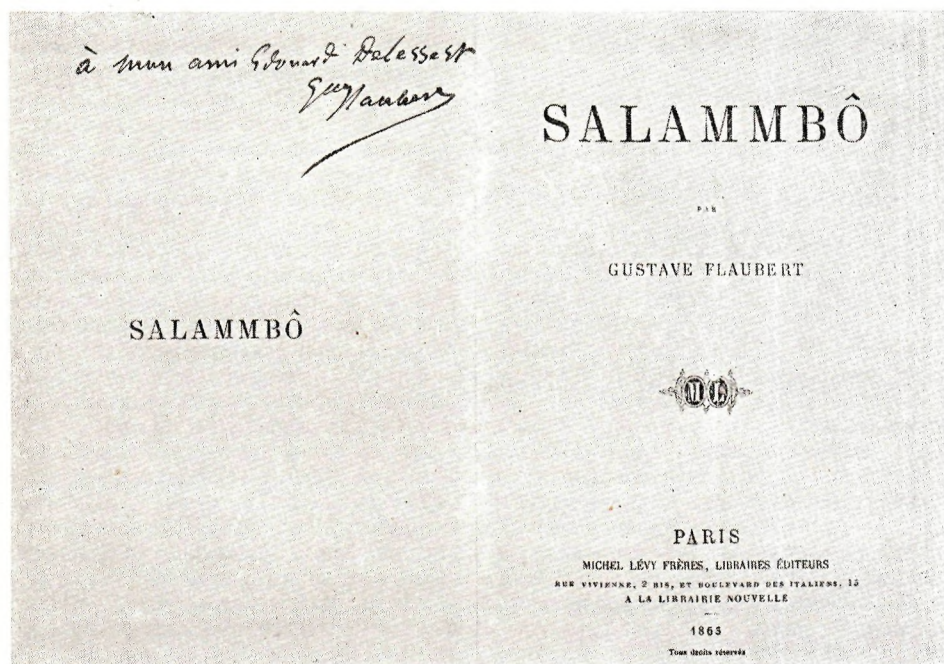 à mon ami Edouard Delessert
Gve Flaubert
SALAMMBÔ
SALAMMBÔ
PAR
GUSTAVE FLAUBERT
M L
PARIS
MICHEL LÉVY FRÈRES, LIBRAIRES ÉDITEURS
RUE VIVIENNE, 2 BIS, ET BOULEVARD DES ITALIENS, 15
A LA LIBRAIRIE NOUVELLE
1863
Tous droits réservés